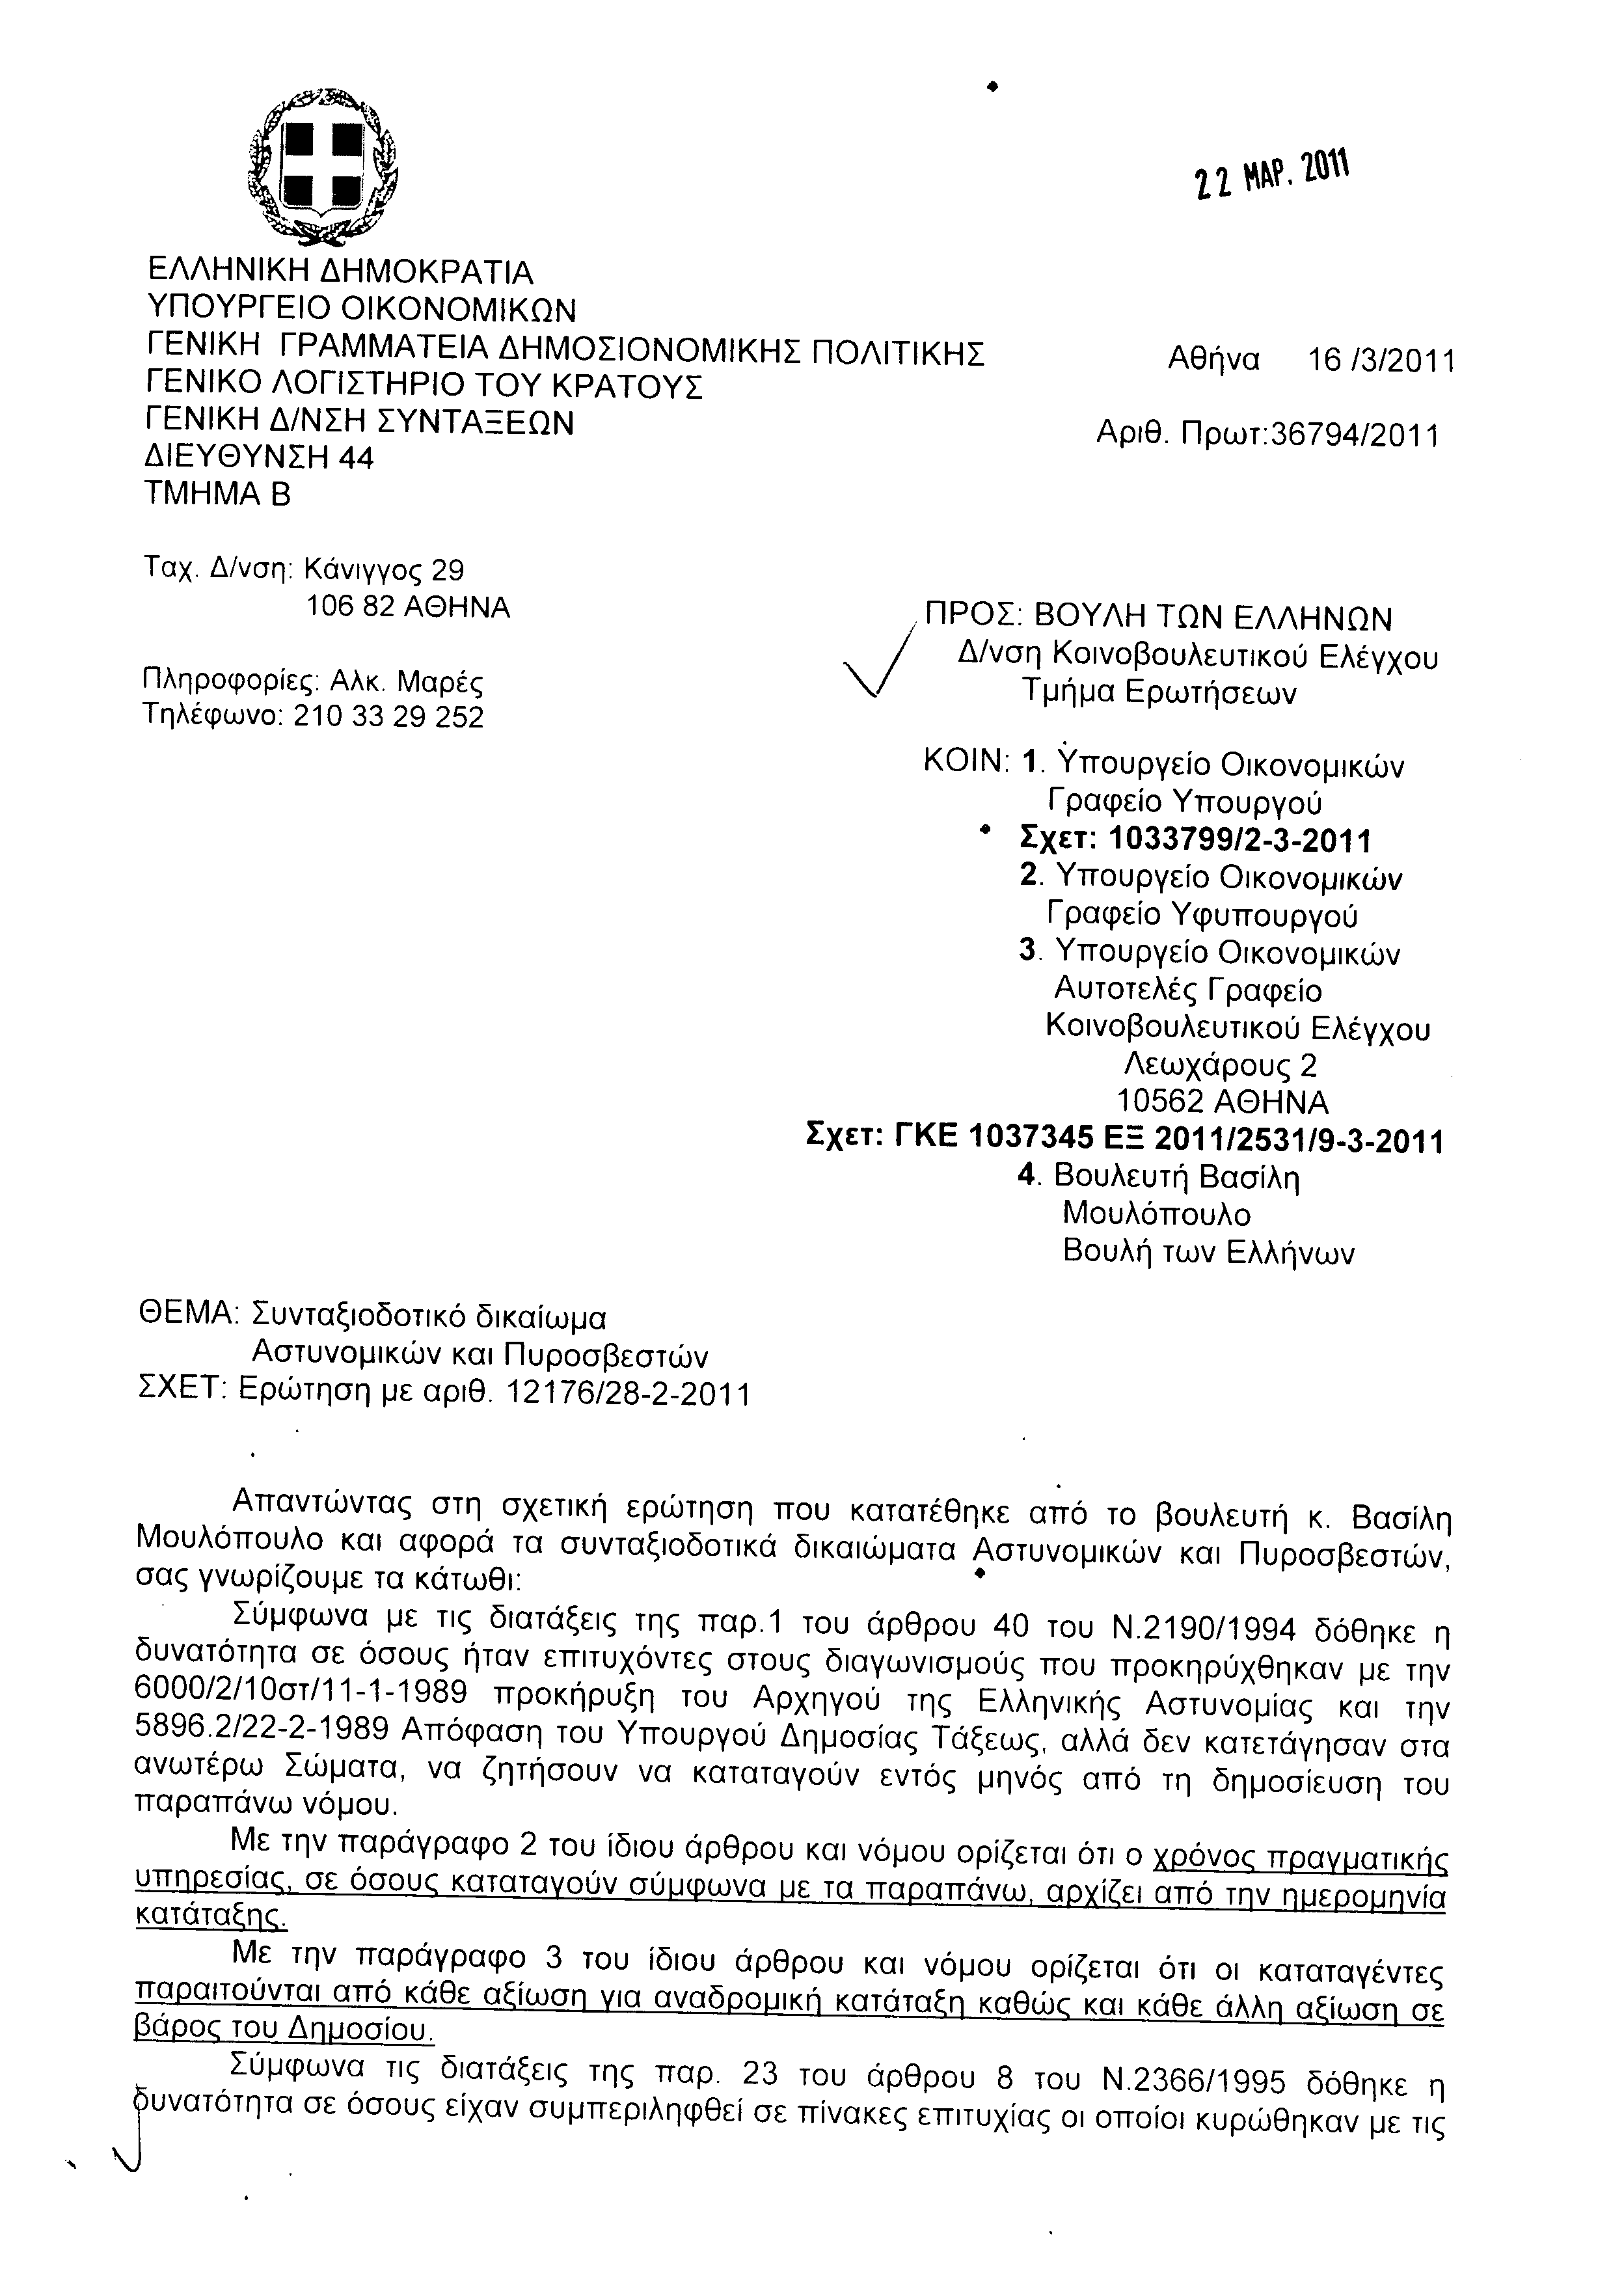 22 ΜΑΡ. 2011
ΕΛΛΗΝΙΚΗ ΔΗΜΟΚΡΑΤΙΑ
ΥΠΟΥΡΓΕΙΟ ΟΙΚΟΝΟΜΙΚΩΝ
ΓΕΝΙΚΗ ΓΡΑΜΜΑΤΕΙΑ ΔΗΜΟΣΙΟΝΟΜΙΚΗΣ ΠΟΛΙΤΙΚΗΣ
ΓΕΝΙΚΟ ΛΟΓΙΣΤΗΡΙΟ ΤΟΥ ΚΡΑΤΟΥΣ
ΓΕΝΙΚΗ Δ/ΝΣΗ ΣΥΝΤΑΞΕΩΝ
ΔΙΕΥΘΥΝΣΗ 44
ΤΜΗΜΑ Β
Αθήνα 16 /3/2011
Αριθ. Πρωτ:36794/2011
Ταχ. Δ/νση: Κάνιγγος 29
106 82 ΑΘΗΝΑ
Πληροφορίες: Αλκ. Μαρές
Τηλέφωνο: 210 33 29 252
ΠΡΟΣ: ΒΟΥΛΗ ΤΩΝ ΕΛΛΗΝΩΝ
Δ/νση Κοινοβουλευτικού Ελέγχου
Τμήμα Ερωτήσεων
ΚΟΙΝ: 1. Υπουργείο Οικονομικών
Γραφείο Υπουργού
Σχετ: 1033799/2-3-2011
2. Υπουργείο Οικονομικών
Γραφείο Υφυπουργού
3. Υπουργείο Οικονομικών
Αυτοτελές Γραφείο
Κοινοβουλευτικού Ελέγχου
Λεωχάρους 2
10562 ΑΘΗΝΑ
Σχετ: ΓΚΕ 1037345 ΕΞ 2011/2531/9-3-2011
4. Βουλευτή Βασίλη
Μουλόπουλο
Βουλή των Ελλήνων
ΘΕΜΑ: Συνταξιοδοτικό δικαίωμα
Αστυνομικών και Πυροσβεστών
ΣΧΕΤ: Ερώτηση με αριθ. 12176/28-2-2011
Απαντώντας στη σχετική ερώτηση που κατατέθηκε από το βουλευτή κ. Βασίλη
Μουλόπουλο και αφορά τα συνταξιοδοτικά δικαιώματα Αστυνομικών και Πυροσβεστών,
σας γνωρίζουμε τα κάτωθι:
Σύμφωνα με τις διατάξεις της παρ.1 του άρθρου 40 του Ν.2190/1994 δόθηκε η
δυνατότητα σε όσους ήταν επιτυχόντες στους διαγωνισμούς που προκηρύχθηκαν με την
6000/2/10στ/11-1-1989 προκήρυξη του Αρχηγού της Ελληνικής Αστυνομίας και την
5896.2/22-2-1989 Απόφαση του Υπουργού Δημοσίας Τάξεως, αλλά δεν κατετάγησαν στα
ανωτέρω Σώματα, να ζητήσουν να καταταγούν εντός μηνός από τη δημοσίευση του
παραπάνω νόμου.
Με την παράγραφο 2 του ίδιου άρθρου και νόμου ορίζεται ότι ο χρόνος πραγματικής
υπηρεσίας, σε όσους καταταγούν σύμφωνα με τα παραπάνω, αρχίζει από την ημερομηνία
κατάταξης.
Με την παράγραφο 3 του ίδιου άρθρου και νόμου ορίζεται ότι οι καταταγέντες
παραιτούνται από κάθε αξίωση για αναδρομική κατάταξη καθώς και κάθε άλλη αξίωση σε
βάρος του Δημοσίου.
Σύμφωνα τις διατάξεις της παρ. 23 του άρθρου 8 του Ν.2366/1995 δόθηκε η
δυνατότητα σε όσους είχαν συμπεριληφθεί σε πίνακες επιτυχίας οι οποίοι κυρώθηκαν με τις